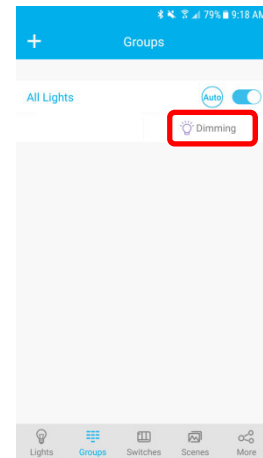 79% 9:18 AM
+ Groups
All Lights Auto
Dimming
Lights Groups Switches Scenes More